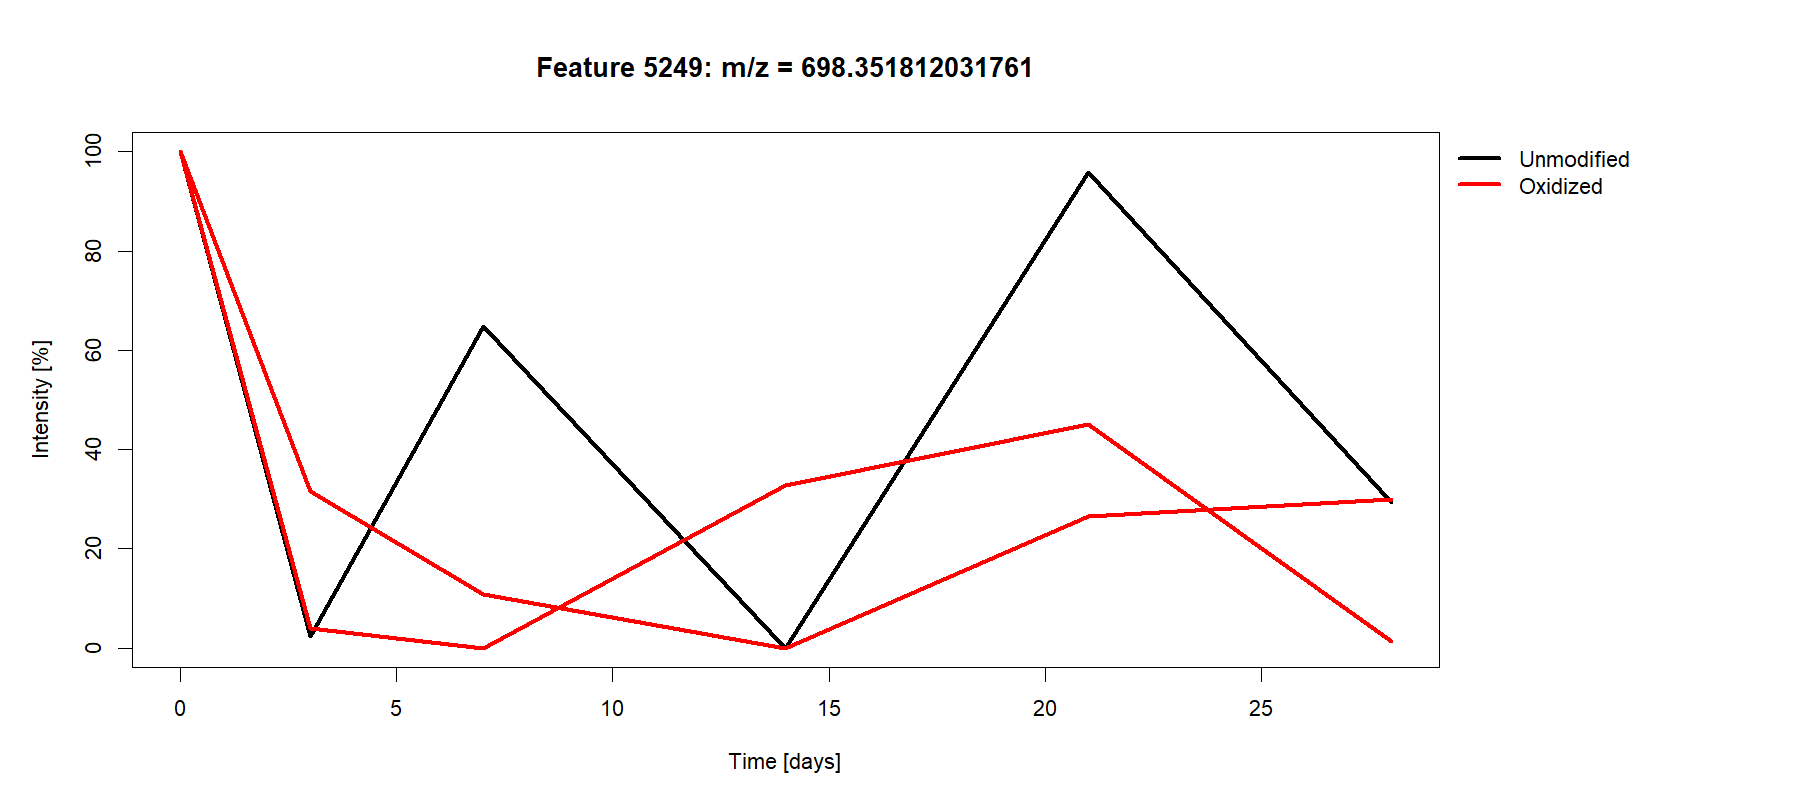 Feature 5249: m/z = 698.351812031761
Unmodified
Oxidized
Intensity [%]
100
80
60
40
20
0
0 5 10 15 20 25
Time [days]